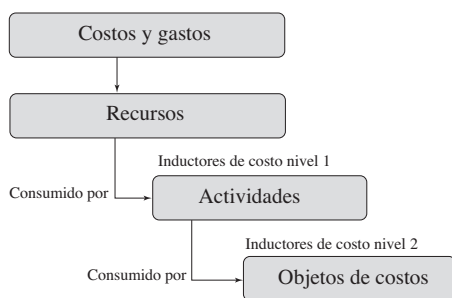 Costos y gastos
Recursos
Inductores de costo nivel 1
Consumido por
Actividades
Inductores de costo nivel 2
Consumido por
Objetos de costos